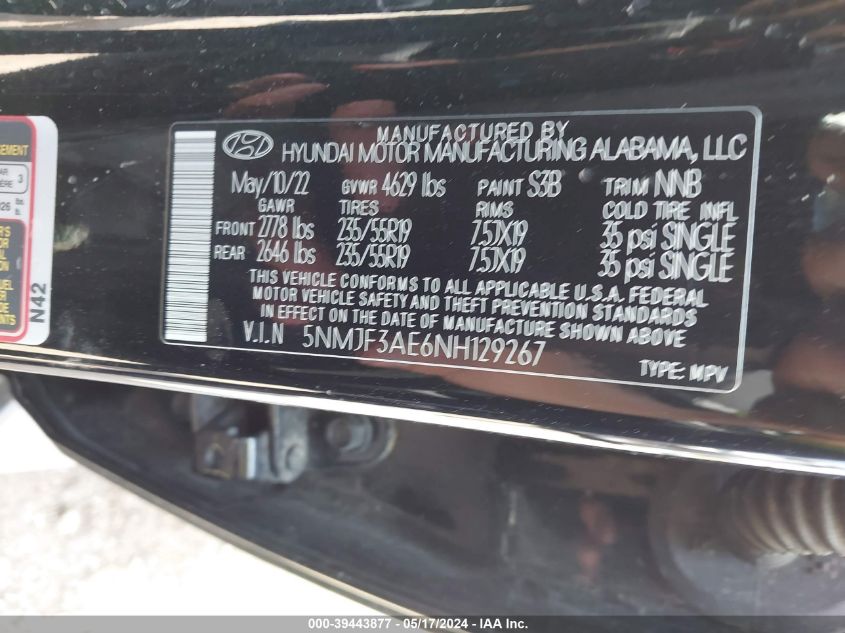 MANUFACTURED BY
HYUNDAI MOTOR MANUFACTURING ALABAMA, LLC
May/10/22 GVWR 4629 lbs PAINT S3B TRIM NNB
GAWR TIRES RIMS COLD TIRE INFL
FRONT 2778 lbs 235/55R19 7.5JX19 35 psi SINGLE
REAR 2646 lbs 235/55R19 7.5JX19 35 psi SINGLE
THIS VEHICLE CONFORMS TO ALL APPLICABLE U.S.A. FEDERAL
MOTOR VEHICLE SAFETY AND THEFT PREVENTION STANDARDS
IN EFFECT ON THE DATE OF MANUFACTURE SHOWN ABOVE
V.I.N 5NMJF3AE6NH129267
TYPE: MPV
3
N42
000-39443877 - 05/17/2024 - IMPACT AUTO AUCTIONS, INC.